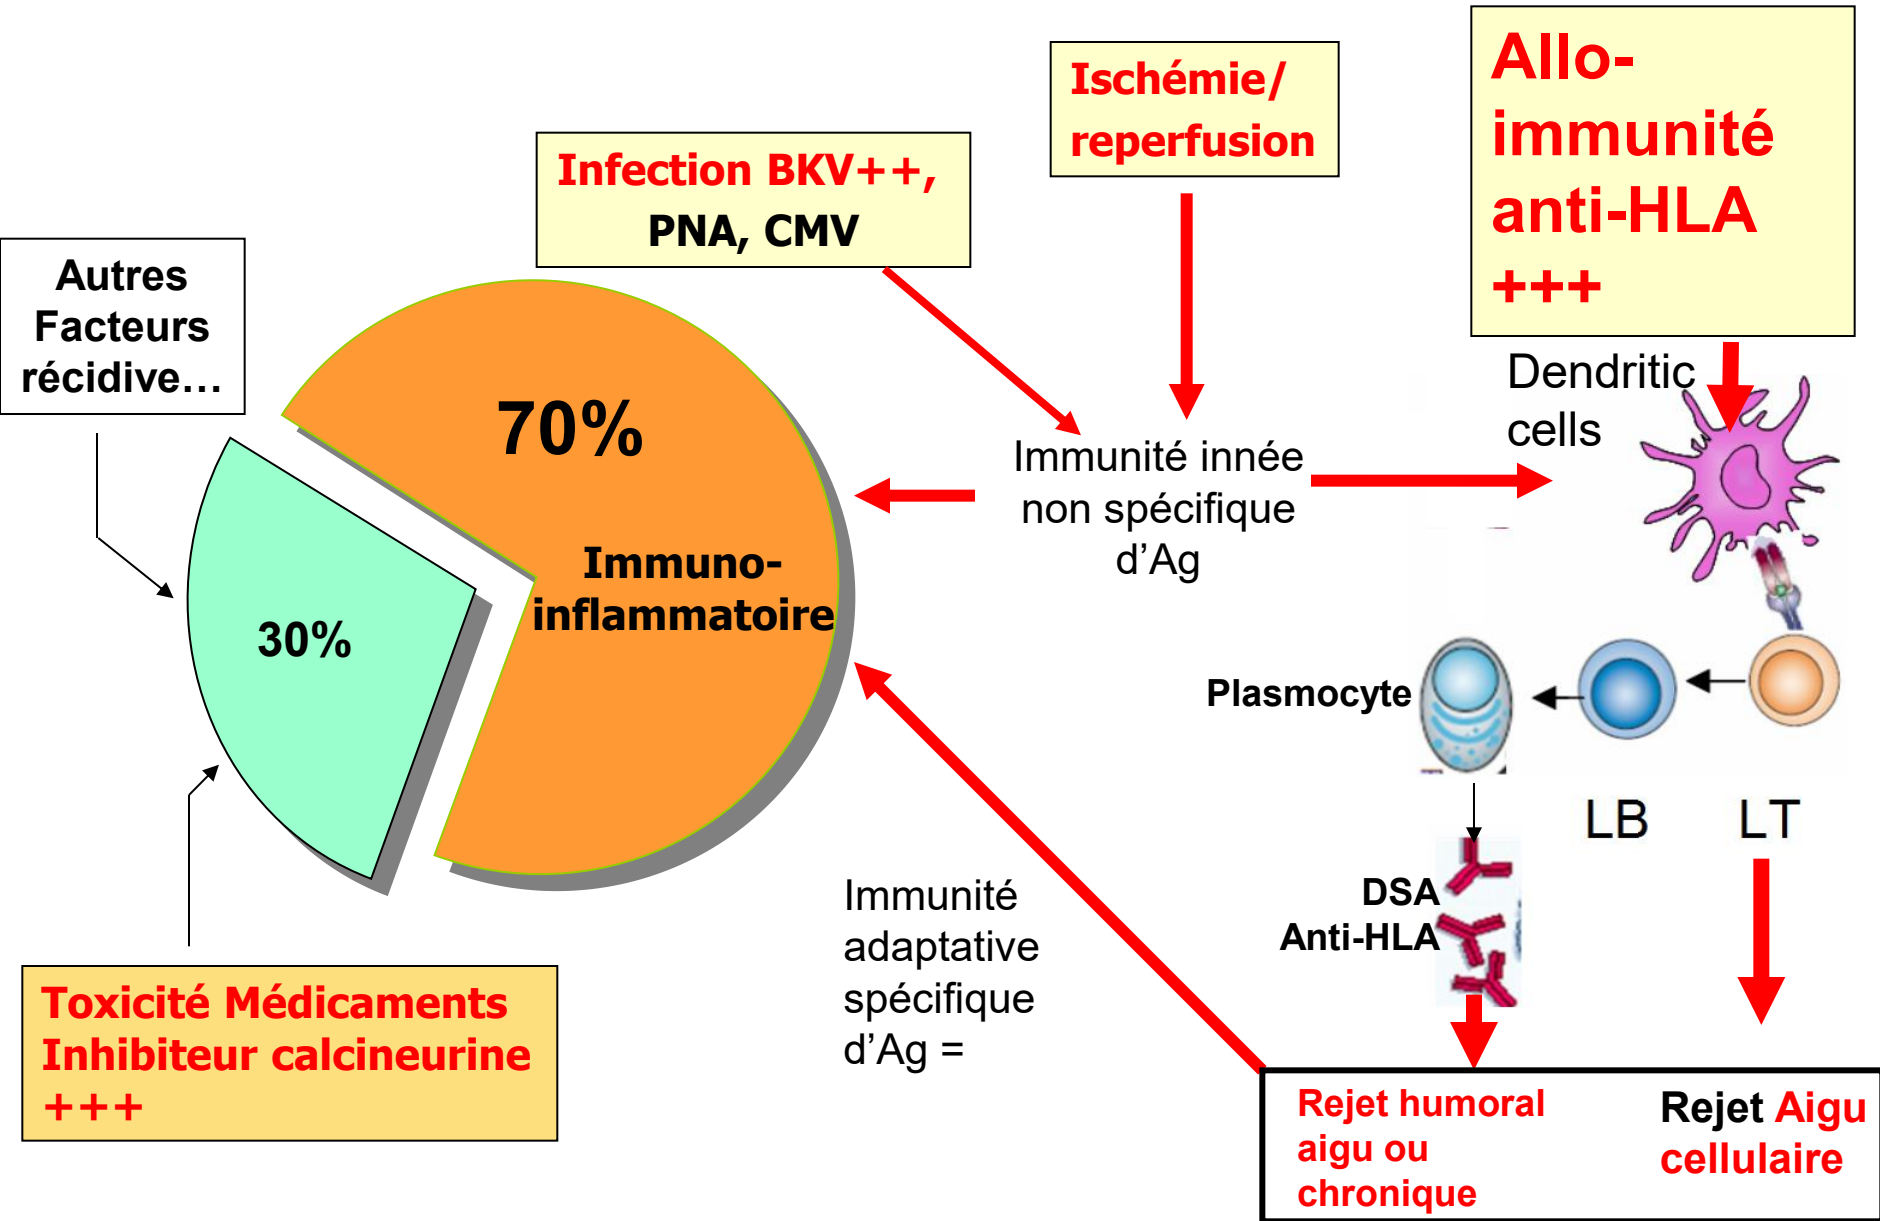 Allo-
immunité
anti-HLA
+++
Ischémie/
reperfusion
Infection BKV++,
PNA, CMV
Autres
Facteurs
récidive…
70%
Immuno-
inflammatoire
30%
Immunité innée
non spécifique
d’Ag
Dendritic
cells
Plasmocyte
LB
LT
DSA
Anti-HLA
Immunité
adaptative
spécifique
d’Ag =
Toxicité Médicaments
Inhibiteur calcineurine
+++
Rejet humoral
aigu ou
chronique
Rejet Aigu
cellulaire